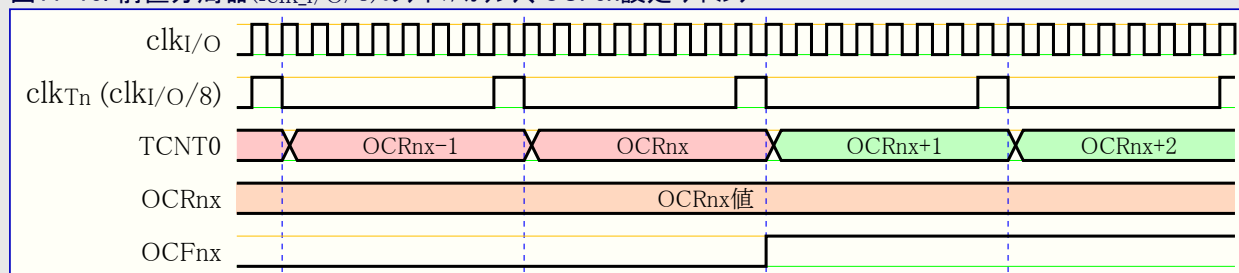 clkI/O
clkTn (clkI/O/8)
TCNT0 OCRnx-1 OCRnx OCRnx+1 OCRnx+2
OCRnx OCRnx値
OCFnx